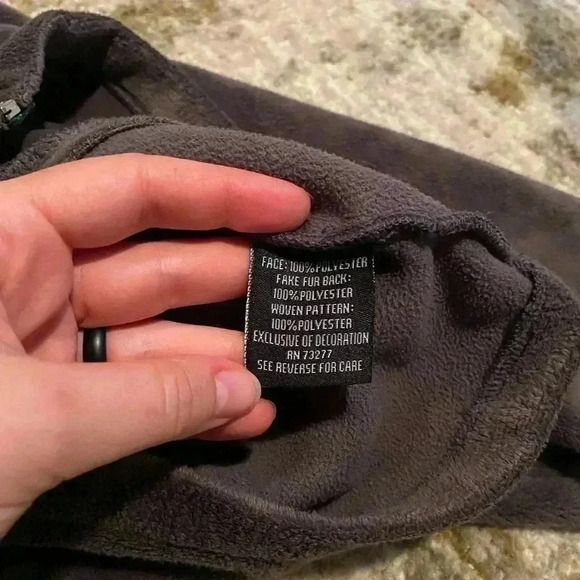 FACE: 100% POLYESTER
FAKE FUR BACK:
100% POLYESTER
WOVEN PATTERN:
100% POLYESTER
EXCLUSIVE OF DECORATION
RN 73277
SEE REVERSE FOR CARE